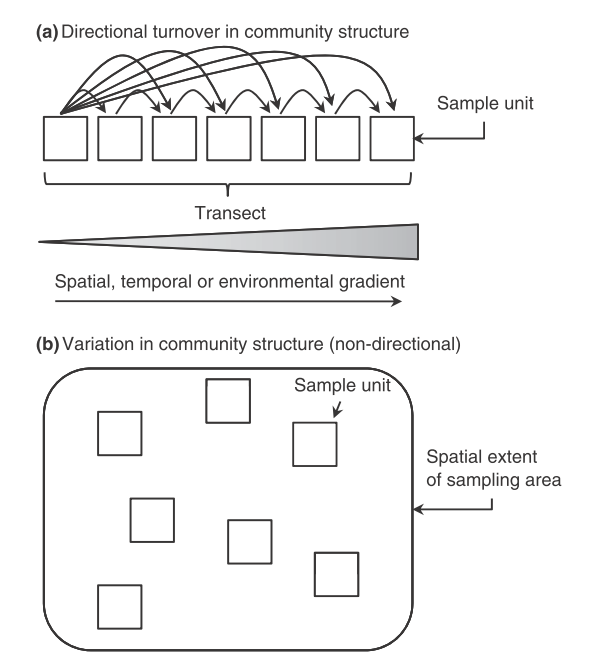 (a) Directional turnover in community structure
Sample unit
Transect
Spatial, temporal or environmental gradient
(b) Variation in community structure (non-directional)
Sample unit
Spatial extent
of sampling area